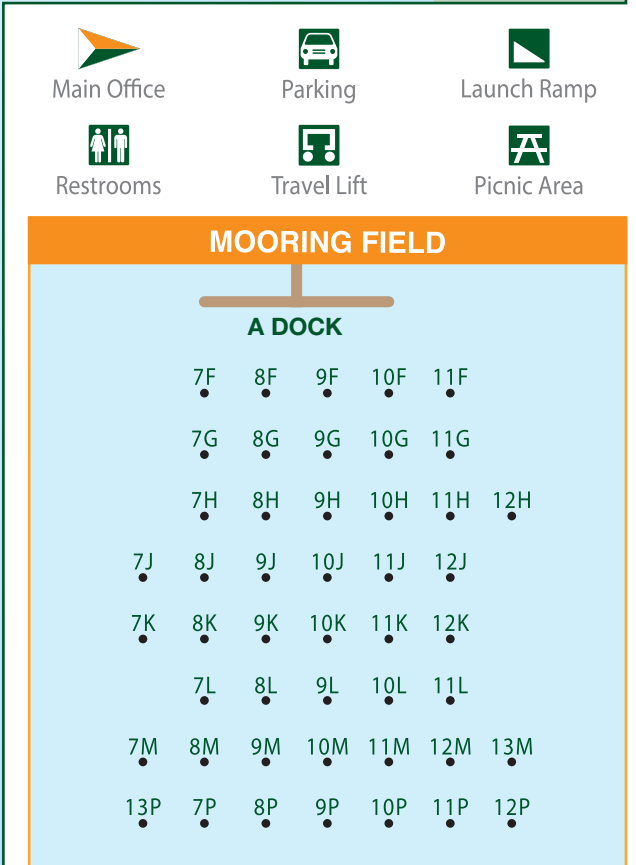 Main Office Parking Launch Ramp
Restrooms Travel Lift Picnic Area
MOORING FIELD
A DOCK
7F 8F 9F 10F 11F
7G 8G 9G 10G 11G
7H 8H 9H 10H 11H 12H
7J 8J 9J 10J 11J 12J
7K 8K 9K 10K 11K 12K
7L 8L 9L 10L 11L
7M 8M 9M 10M 11M 12M 13M
13P 7P 8P 9P 10P 11P 12P